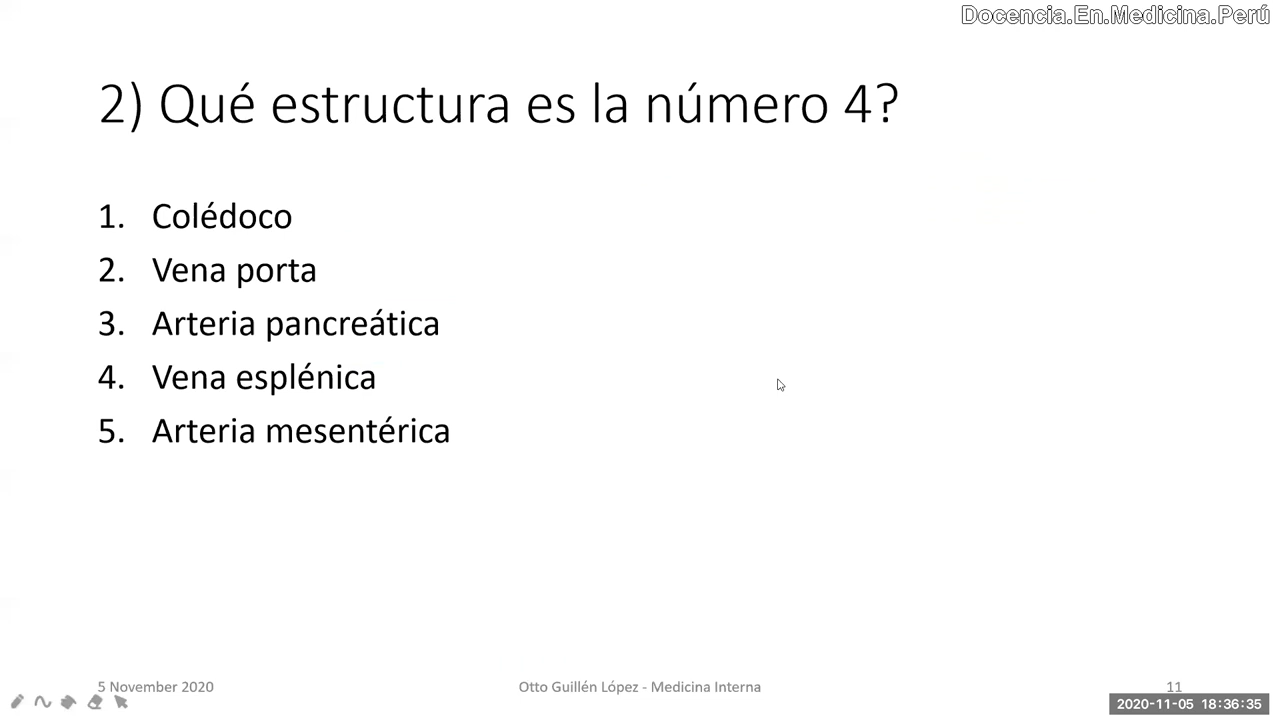 Docencia.En.Medicina.Perú
2) Qué estructura es la número 4?
1. Colédoco
2. Vena porta
3. Arteria pancreática
4. Vena esplénica
5. Arteria mesentérica
5 November 2020
Otto Guillén López - Medicina Interna
11
2020-11-05 18:36:35